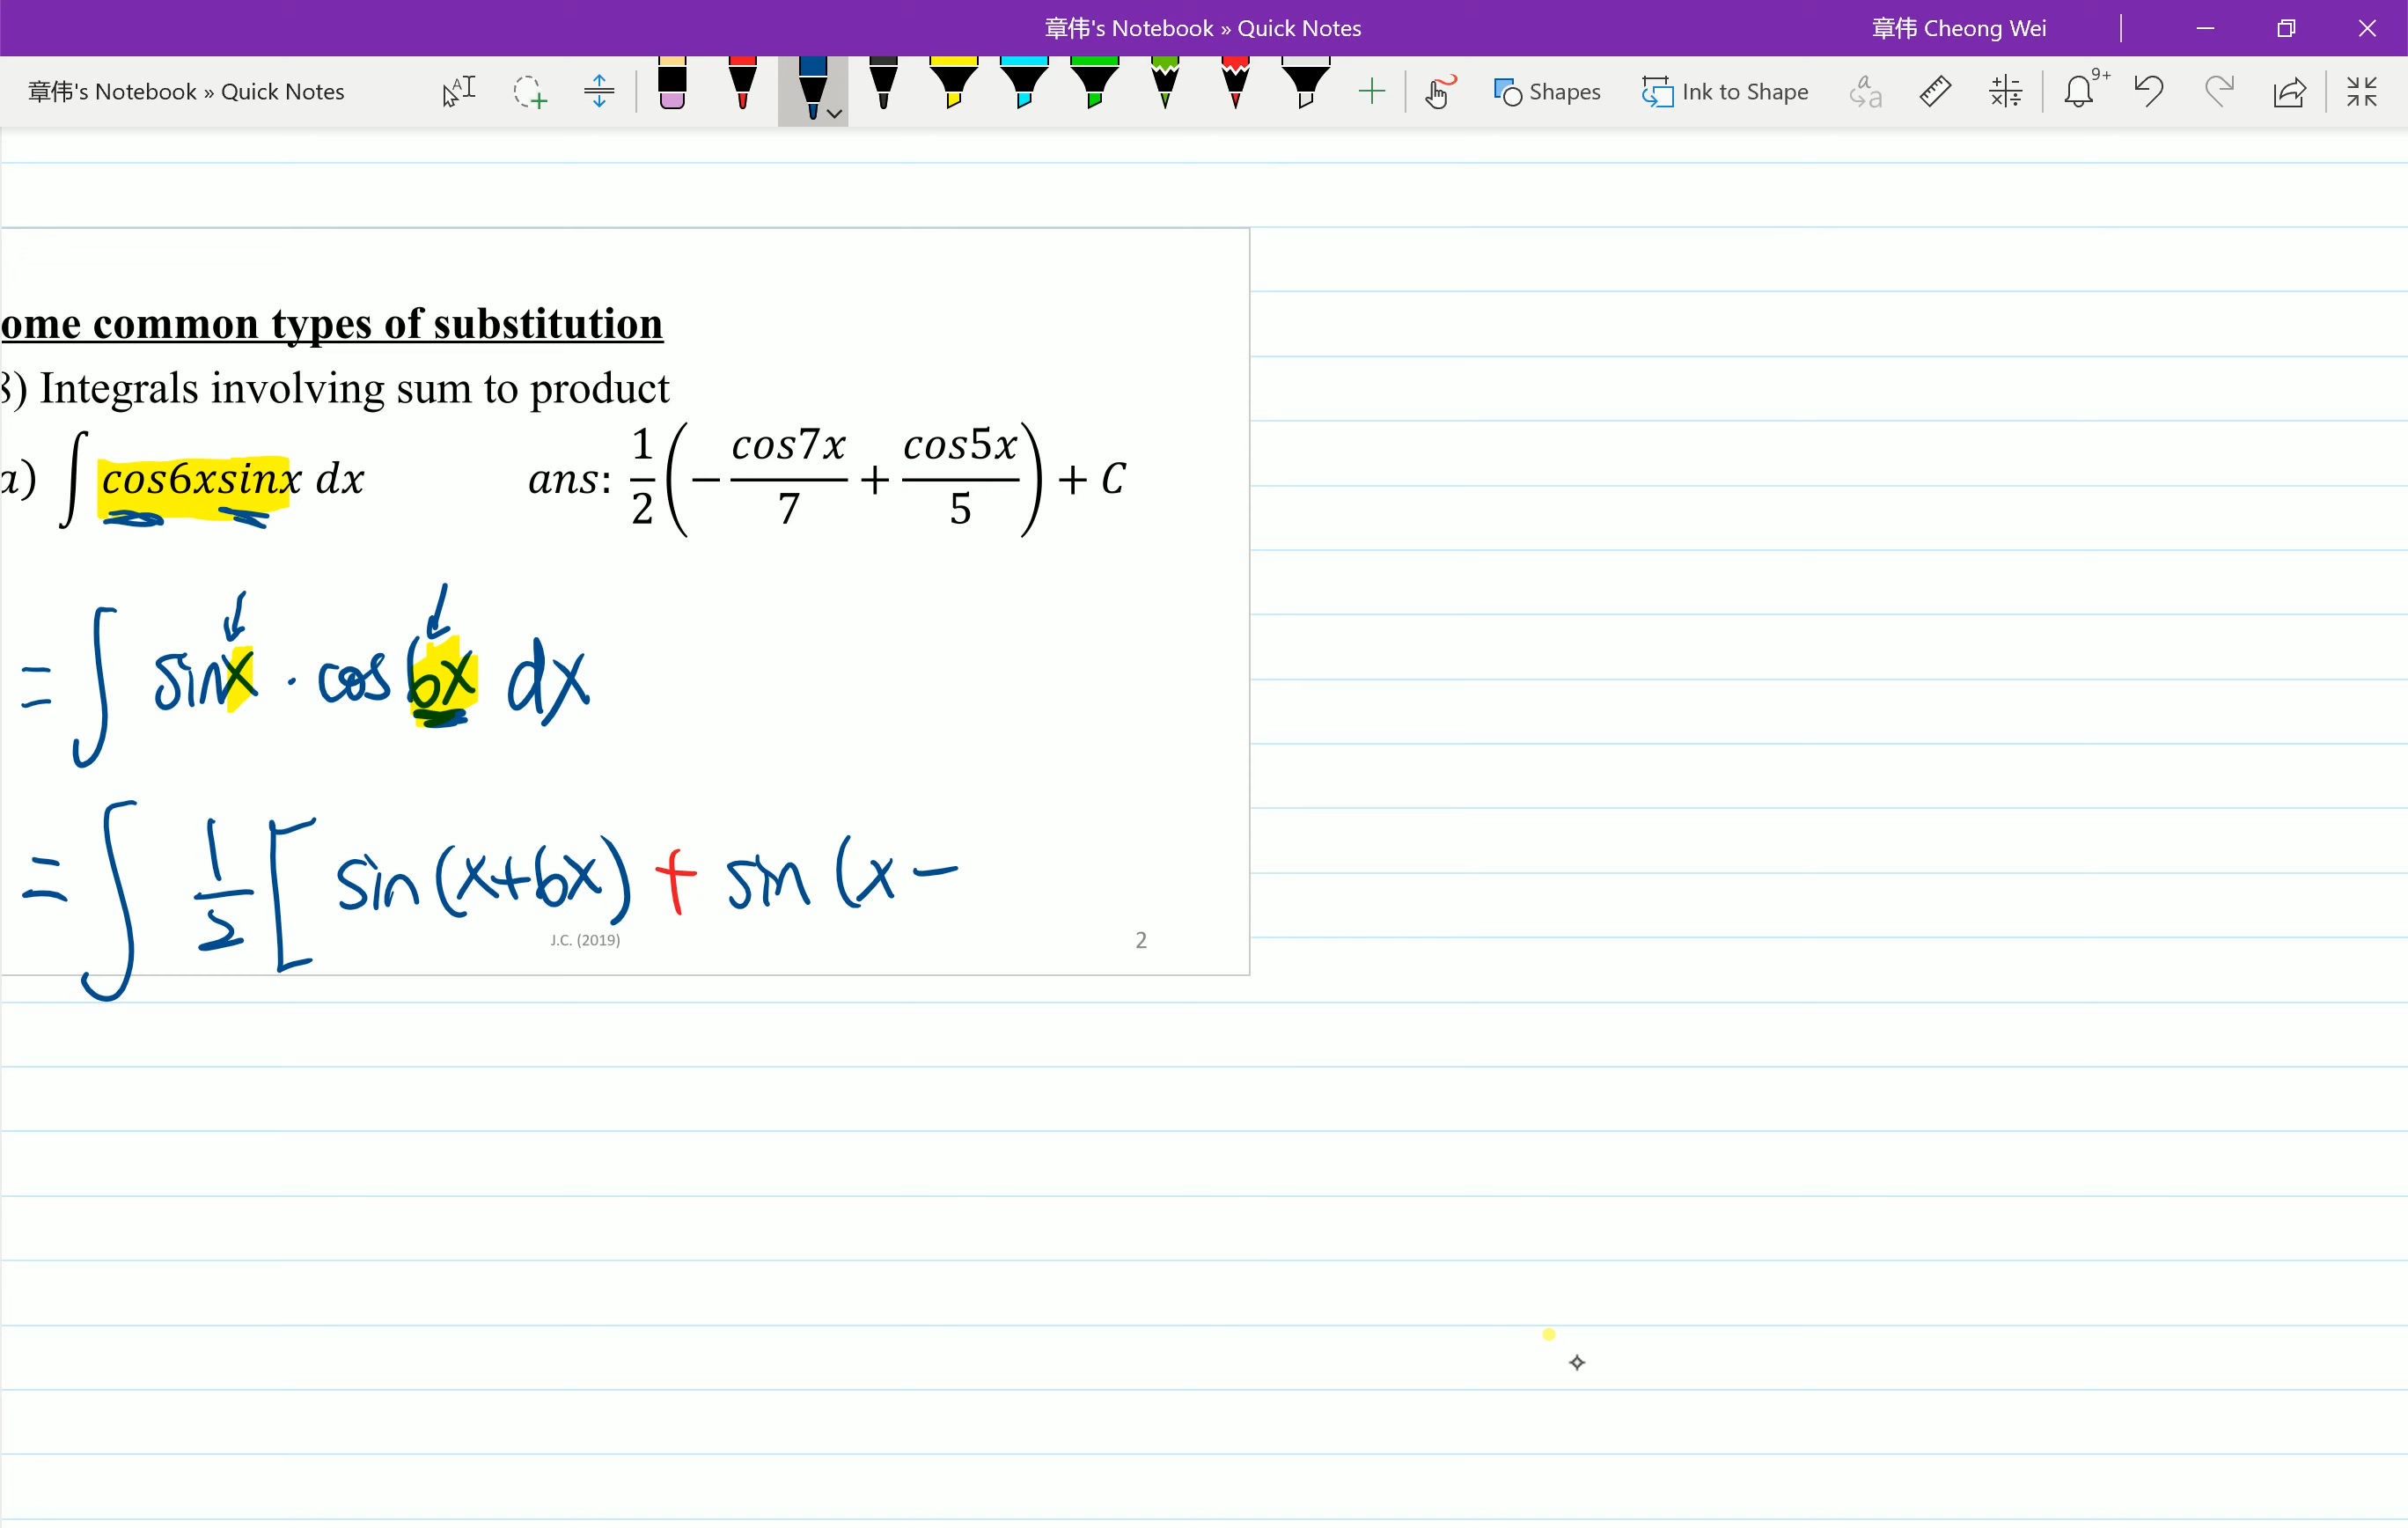 章伟's Notebook » Quick Notes
章伟 Cheong Wei
章伟's Notebook » Quick Notes
Shapes
Ink to Shape
9+
ome common types of substitution
3) Integrals involving sum to product
a) ∫ cos6xsinx dx ans: 1/2 (− cos7x/7 + cos5x/5) + C
= ∫ sinx · cos6x dx
= ∫ 1/2 [ sin (x+6x) + sin (x −
J.C. (2019)
2